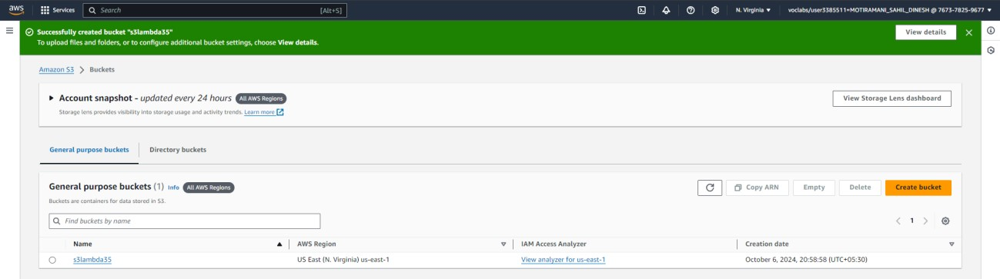 aws Services Search [Alt+S] N. Virginia voclabs/user3385511=MOTIRAMANI_SAHIL_DINESH @ 7673-7825-9677
Successfully created bucket "s3lambda35"
To upload files and folders, or to configure additional bucket settings, choose View details.
View details
Amazon S3 > Buckets
Account snapshot - updated every 24 hours All AWS Regions
Storage lens provides visibility into storage usage and activity trends. Learn more
View Storage Lens dashboard
General purpose buckets Directory buckets
General purpose buckets (1) Info All AWS Regions
Buckets are containers for data stored in S3.
Copy ARN Empty Delete Create bucket
Find buckets by name
1
Name AWS Region IAM Access Analyzer Creation date
s3lambda35 US East (N. Virginia) us-east-1 View analyzer for us-east-1 October 6, 2024, 20:58:58 (UTC+05:30)